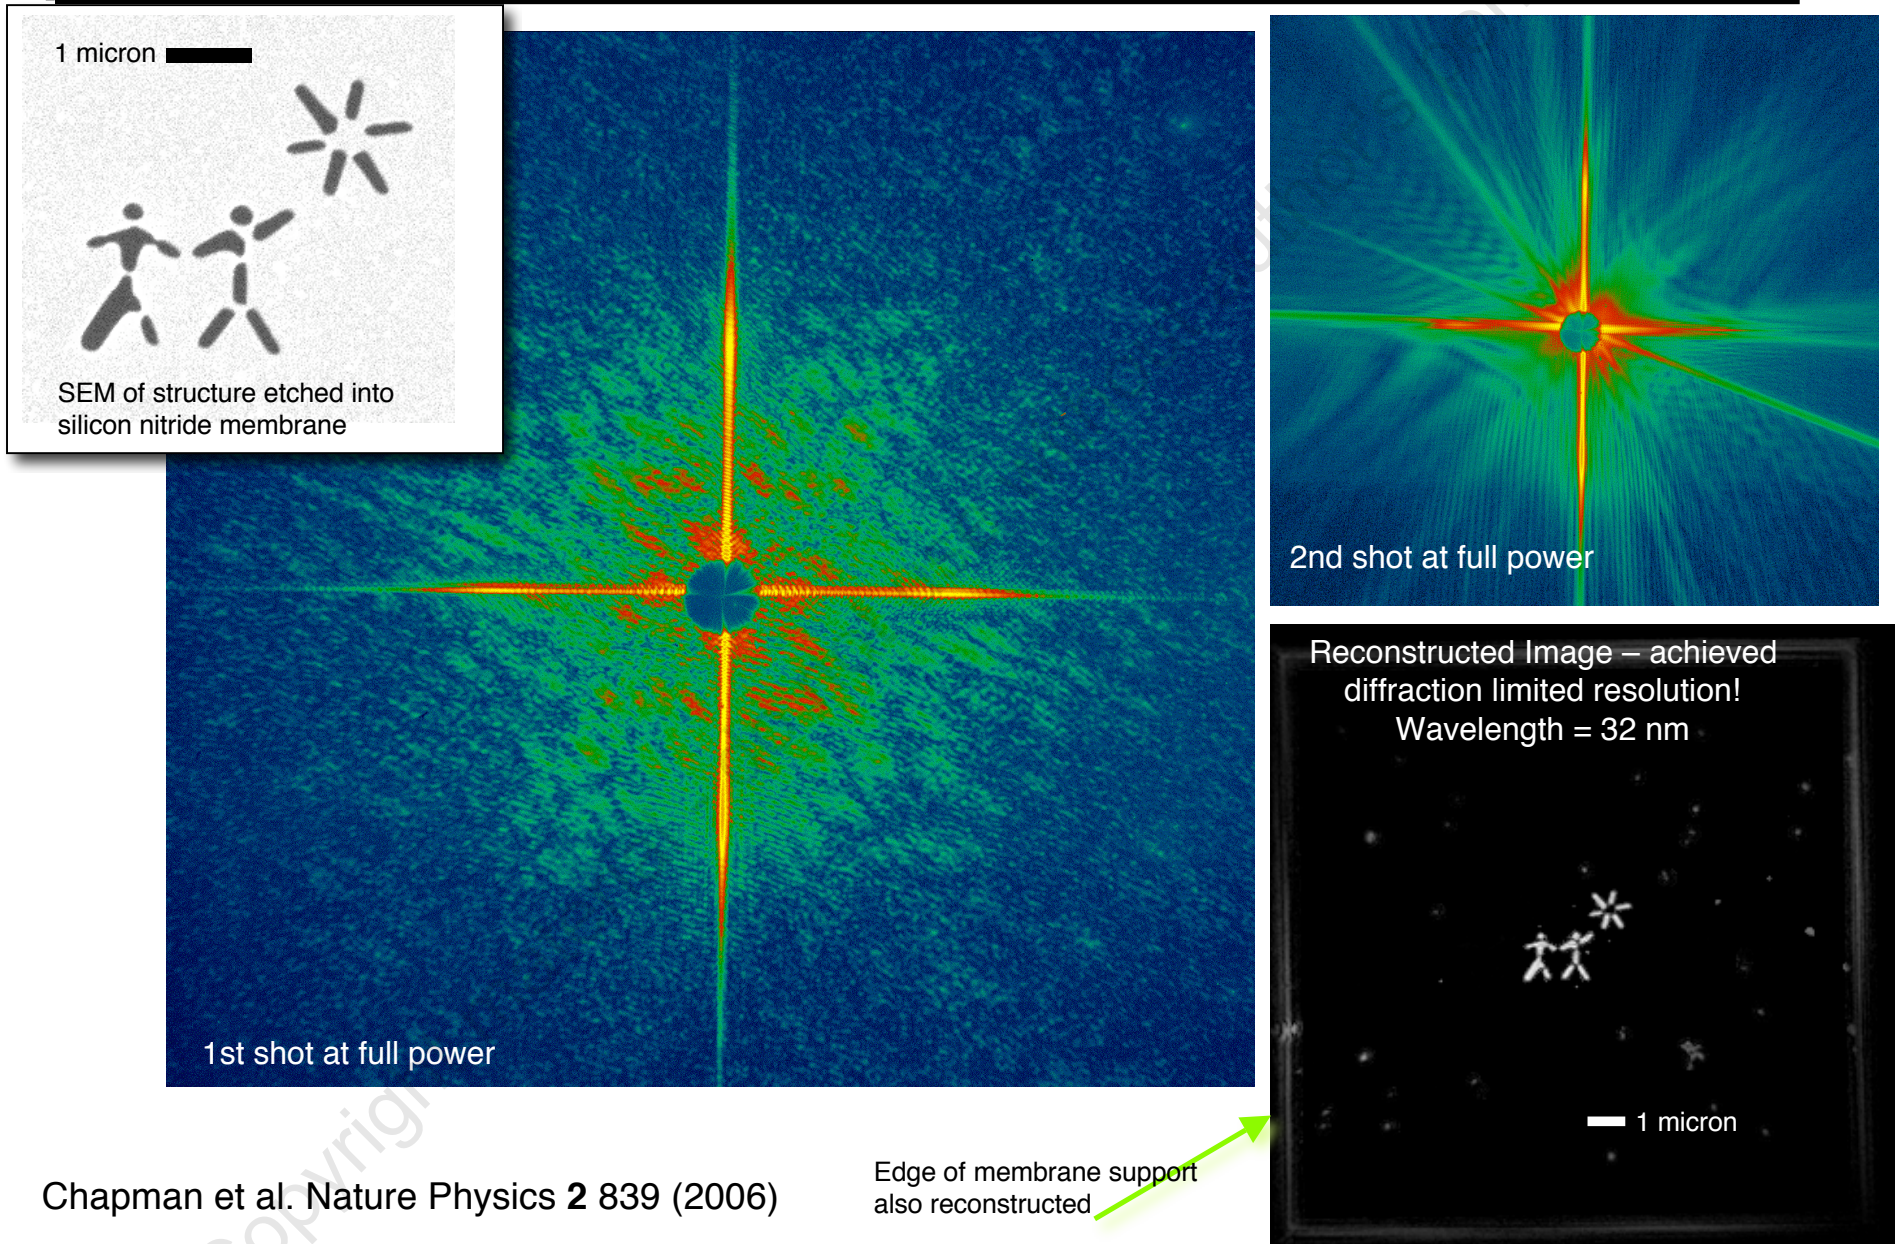 1 micron
SEM of structure etched into
silicon nitride membrane
1st shot at full power
2nd shot at full power
Reconstructed Image – achieved
diffraction limited resolution!
Wavelength = 32 nm
1 micron
Edge of membrane support
also reconstructed
Chapman et al. Nature Physics 2 839 (2006)